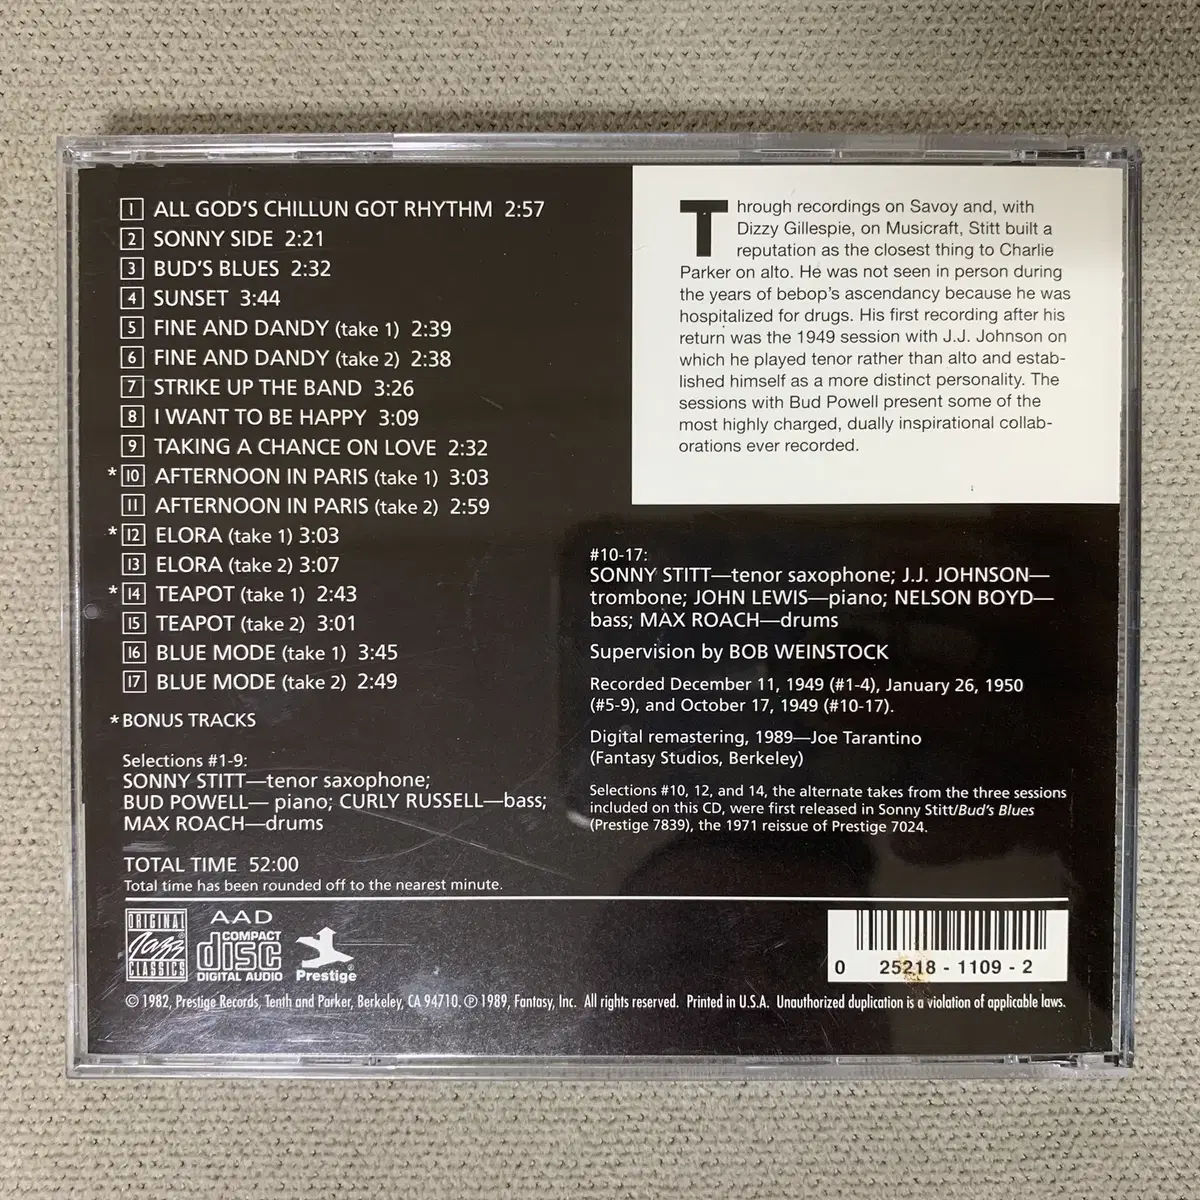 1 ALL GOD'S CHILLUN GOT RHYTHM 2:57
2 SONNY SIDE 2:21
3 BUD'S BLUES 2:32
4 SUNSET 3:44
5 FINE AND DANDY (take 1) 2:39
6 FINE AND DANDY (take 2) 2:38
7 STRIKE UP THE BAND 3:26
8 I WANT TO BE HAPPY 3:09
9 TAKING A CHANCE ON LOVE 2:32
* 10 AFTERNOON IN PARIS (take 1) 3:03
11 AFTERNOON IN PARIS (take 2) 2:59
* 12 ELORA (take 1) 3:03
13 ELORA (take 2) 3:07
* 14 TEAPOT (take 1) 2:43
15 TEAPOT (take 2) 3:01
16 BLUE MODE (take 1) 3:45
17 BLUE MODE (take 2) 2:49
* BONUS TRACKS
Selections #1-9:
SONNY STITT—tenor saxophone;
BUD POWELL— piano; CURLY RUSSELL—bass;
MAX ROACH—drums
TOTAL TIME 52:00
Total time has been rounded off to the nearest minute.
Through recordings on Savoy and, with
Dizzy Gillespie, on Musicraft, Stitt built a
reputation as the closest thing to Charlie
Parker on alto. He was not seen in person during
the years of bebop's ascendancy because he was
hospitalized for drugs. His first recording after his
return was the 1949 session with J.J. Johnson on
which he played tenor rather than alto and estab-
lished himself as a more distinct personality. The
sessions with Bud Powell present some of the
most highly charged, dually inspirational collab-
orations ever recorded.
#10-17:
SONNY STITT—tenor saxophone; J.J. JOHNSON—
trombone; JOHN LEWIS—piano; NELSON BOYD—
bass; MAX ROACH—drums
Supervision by BOB WEINSTOCK
Recorded December 11, 1949 (#1-4), January 26, 1950
(#5-9), and October 17, 1949 (#10-17).
Digital remastering, 1989—Joe Tarantino
(Fantasy Studios, Berkeley)
Selections #10, 12, and 14, the alternate takes from the three sessions
included on this CD, were first released in Sonny Stitt/Bud's Blues
(Prestige 7839), the 1971 reissue of Prestige 7024.
ORIGINAL
Jazz
CLASSICS
AAD
COMPACT
disc
DIGITAL AUDIO
Prestige®
0 25218 - 1109 - 2
© 1982, Prestige Records, Tenth and Parker, Berkeley, CA 94710. ℗ 1989, Fantasy, Inc. All rights reserved. Printed in U.S.A. Unauthorized duplication is a violation of applicable laws.